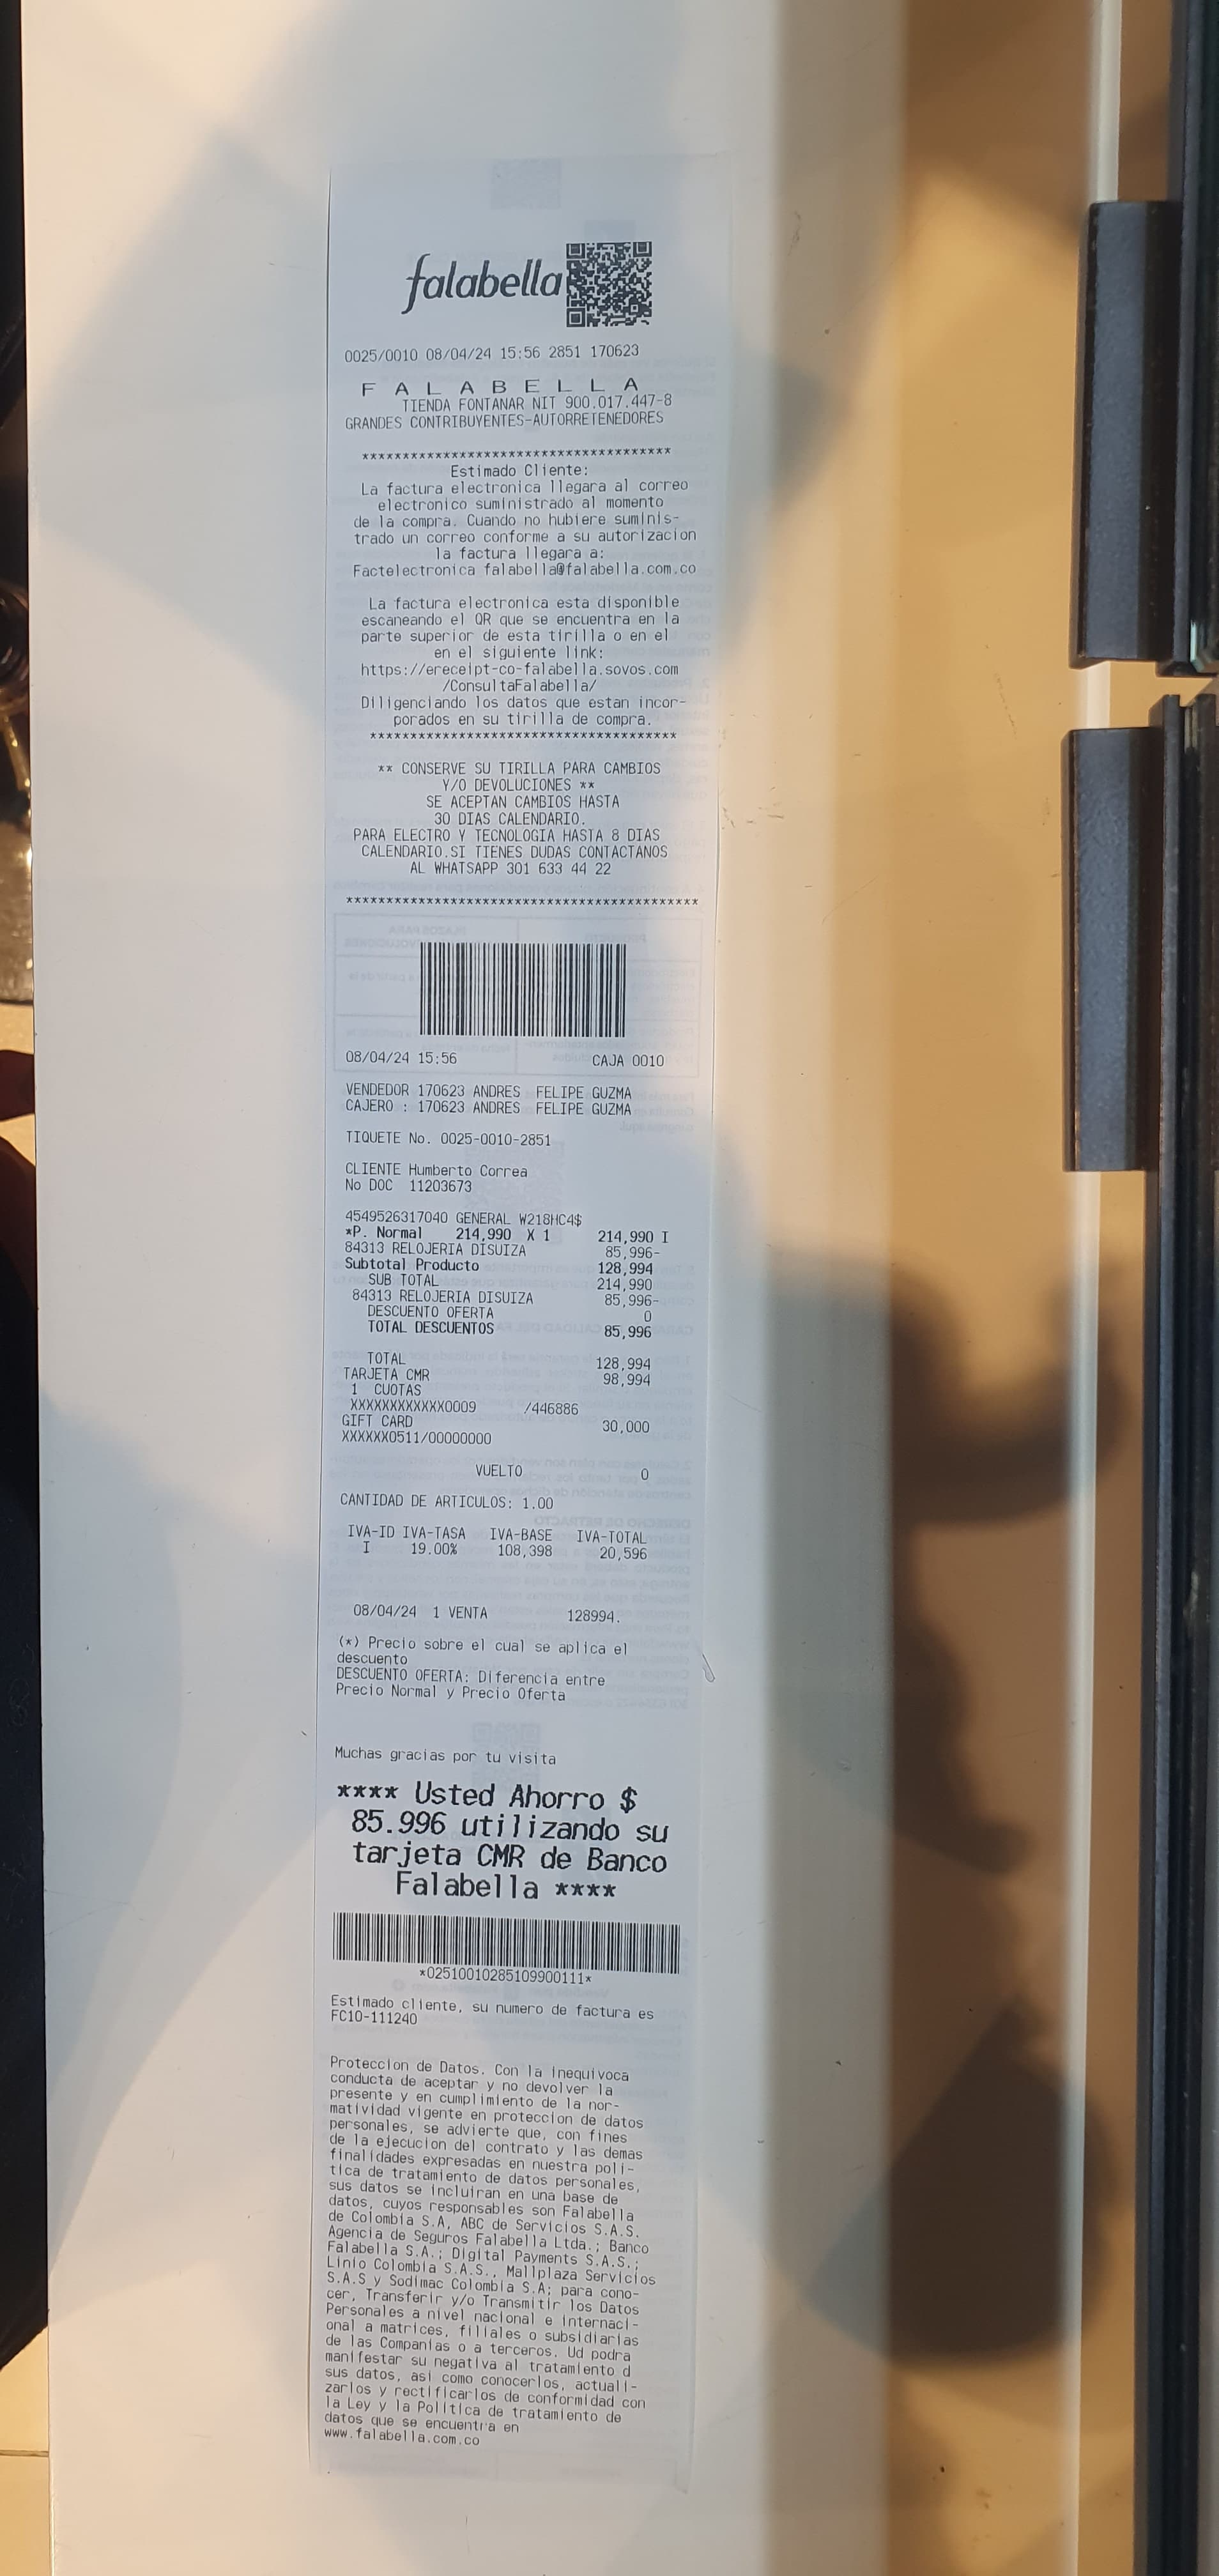 falabella
0025/0010 08/04/24 15:56 2851 170623
F A L A B E L L A
TIENDA FONTANAR NIT 900.017.447-8
GRANDES CONTRIBUYENTES-AUTORRETENEDORES
***************************************
Estimado Cliente:
La factura electronica llegara al correo
electronico suministrado al momento
de la compra. Cuando no hubiere suminis-
trado un correo conforme a su autorizacion
la factura llegara a:
Factelectronica falabella@falabella.com.co
La factura electronica esta disponible
escaneando el QR que se encuentra en la
parte superior de esta tirilla o en el
en el siguiente link:
https://ereceipt-co-falabella.sovos.com
/ConsultaFalabella/
Diligenciando los datos que estan incor-
porados en su tirilla de compra.
***************************************
** CONSERVE SU TIRILLA PARA CAMBIOS
Y/O DEVOLUCIONES **
SE ACEPTAN CAMBIOS HASTA
30 DIAS CALENDARIO.
PARA ELECTRO Y TECNOLOGIA HASTA 8 DIAS
CALENDARIO.SI TIENES DUDAS CONTACTANOS
AL WHATSAPP 301 633 44 22
********************************************
08/04/24 15:56 CAJA 0010
VENDEDOR 170623 ANDRES FELIPE GUZMA
CAJERO : 170623 ANDRES FELIPE GUZMA
TIQUETE No. 0025-0010-2851
CLIENTE Humberto Correa
No DOC 11203673
4549526317040 GENERAL W218HC4$
*P. Normal 214,990 X 1 214,990 I
84313 RELOJERIA DISUIZA 85,996-
Subtotal Producto 128,994
SUB TOTAL 214,990
84313 RELOJERIA DISUIZA 85,996-
DESCUENTO OFERTA 0
TOTAL DESCUENTOS 85,996
TOTAL 128,994
TARJETA CMR 98,994
1 CUOTAS
XXXXXXXXXXXX0009 /446886
GIFT CARD 30,000
XXXXXX0511/00000000
VUELTO 0
CANTIDAD DE ARTICULOS: 1.00
IVA-ID IVA-TASA IVA-BASE IVA-TOTAL
I 19.00% 108,398 20,596
08/04/24 1 VENTA 128994.
(*) Precio sobre el cual se aplica el
descuento
DESCUENTO OFERTA: Diferencia entre
Precio Normal y Precio Oferta
Muchas gracias por tu visita
**** Usted Ahorro $
85.996 utilizando su
tarjeta CMR de Banco
Falabella ****
*02510010285109900111*
Estimado cliente, su numero de factura es
FC10-111240
Proteccion de Datos. Con la inequivoca
conducta de aceptar y no devolver la
presente y en cumplimiento de la nor-
matividad vigente en proteccion de datos
personales, se advierte que, con fines
de la ejecucion del contrato y las demas
finalidades expresadas en nuestra poli-
tica de tratamiento de datos personales,
sus datos se incluiran en una base de
datos, cuyos responsables son Falabella
de Colombia S.A, ABC de Servicios S.A.S.
Agencia de Seguros Falabella Ltda.; Banco
Falabella S.A.; Digital Payments S.A.S.;
Linio Colombia S.A.S., Mallplaza Servicios
S.A.S y Sodimac Colombia S.A; para cono-
cer, Transferir y/o Transmitir los Datos
Personales a nivel nacional e internaci-
onal a matrices, filiales o subsidiarias
de las Companias o a terceros. Ud podra
manifestar su negativa al tratamiento d
sus datos, asi como conocerlos, actuali-
zarlos y rectificarlos de conformidad con
la Ley y la Politica de tratamiento de
datos que se encuentra en
www.falabella.com.co